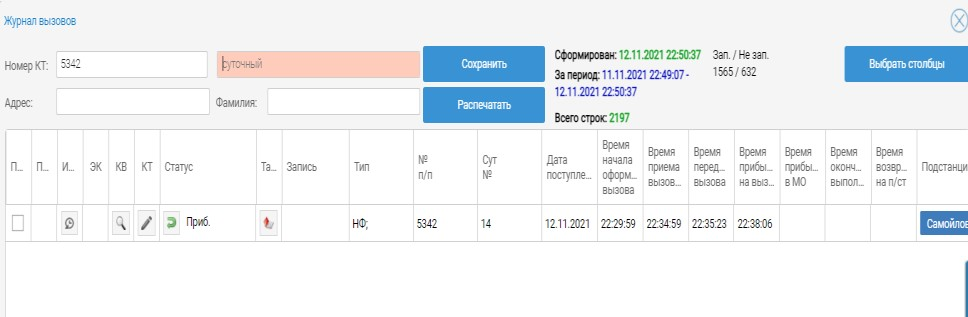 Журнал вызовов
Номер КТ: 5342 суточный Сохранить
Сформирован: 12.11.2021 22:50:37
За период: 11.11.2021 22:49:07 -
12.11.2021 22:50:37
Всего строк: 2197
Зап. / Не зап.
1565 / 632
Выбрать столбцы
Адрес: Фамилия: Распечатать
П... П... И... ЭК КВ КТ Статус Та... Запись Тип
№
п/п
Сут
№
Дата
поступле...
Время
начала
оформ...
вызова
Время
приема
вызов...
Время
перед...
вызова
Время
прибы...
на выз...
Время
прибы...
в МО
Время
оконч...
выпол...
Время
возвр...
на п/ст
Подстанци
Приб. НФ; 5342 14 12.11.2021 22:29:59 22:34:59 22:35:23 22:38:06 Самойлов